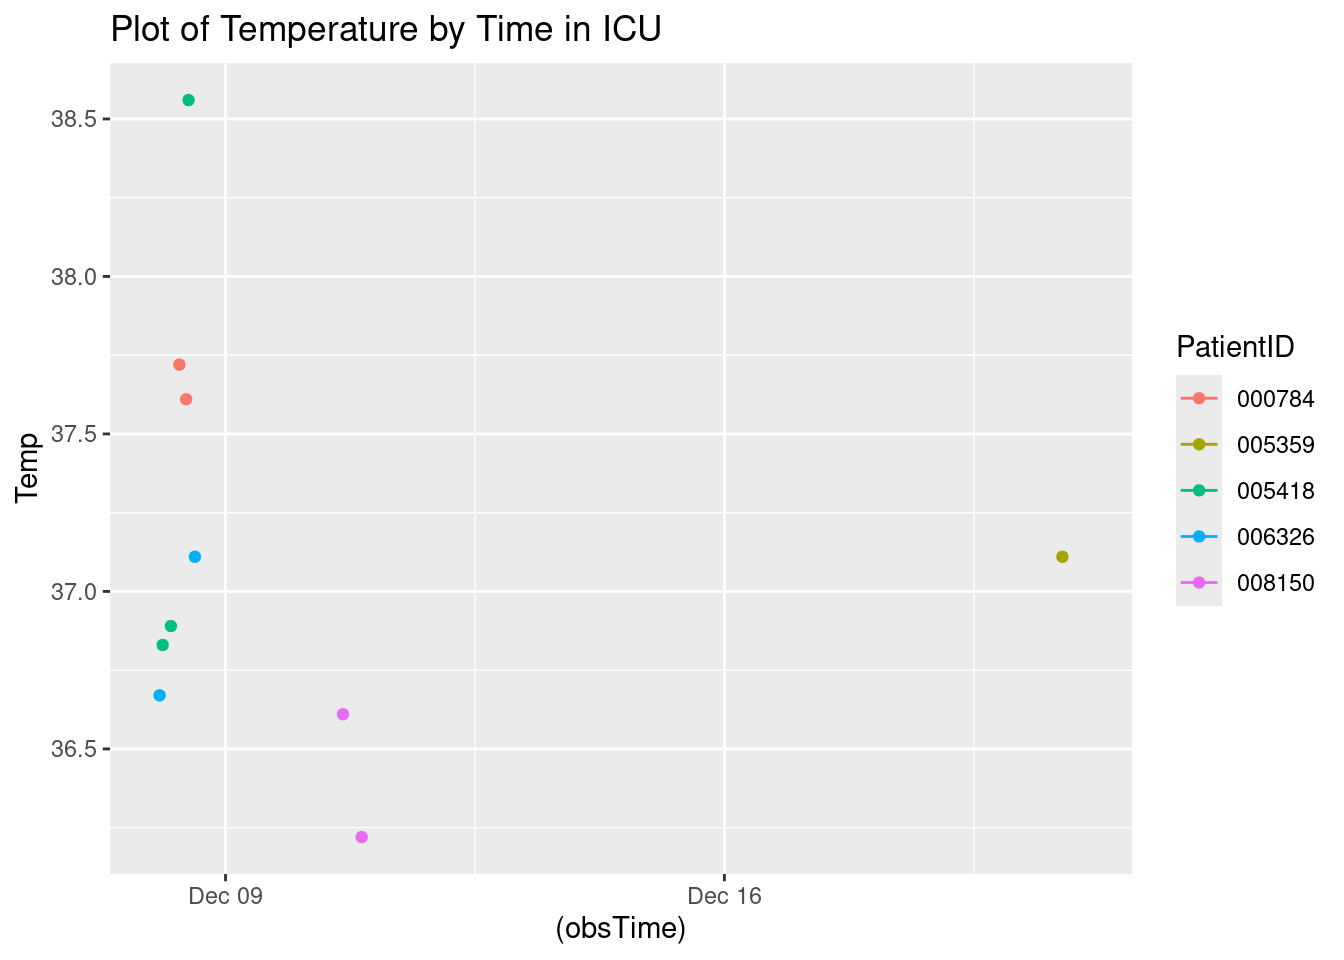 Plot of Temperature by Time in ICU
38.5
38.0
37.5
37.0
36.5
Temp
Dec 09
Dec 16
(obsTime)
PatientID
000784
005359
005418
006326
008150